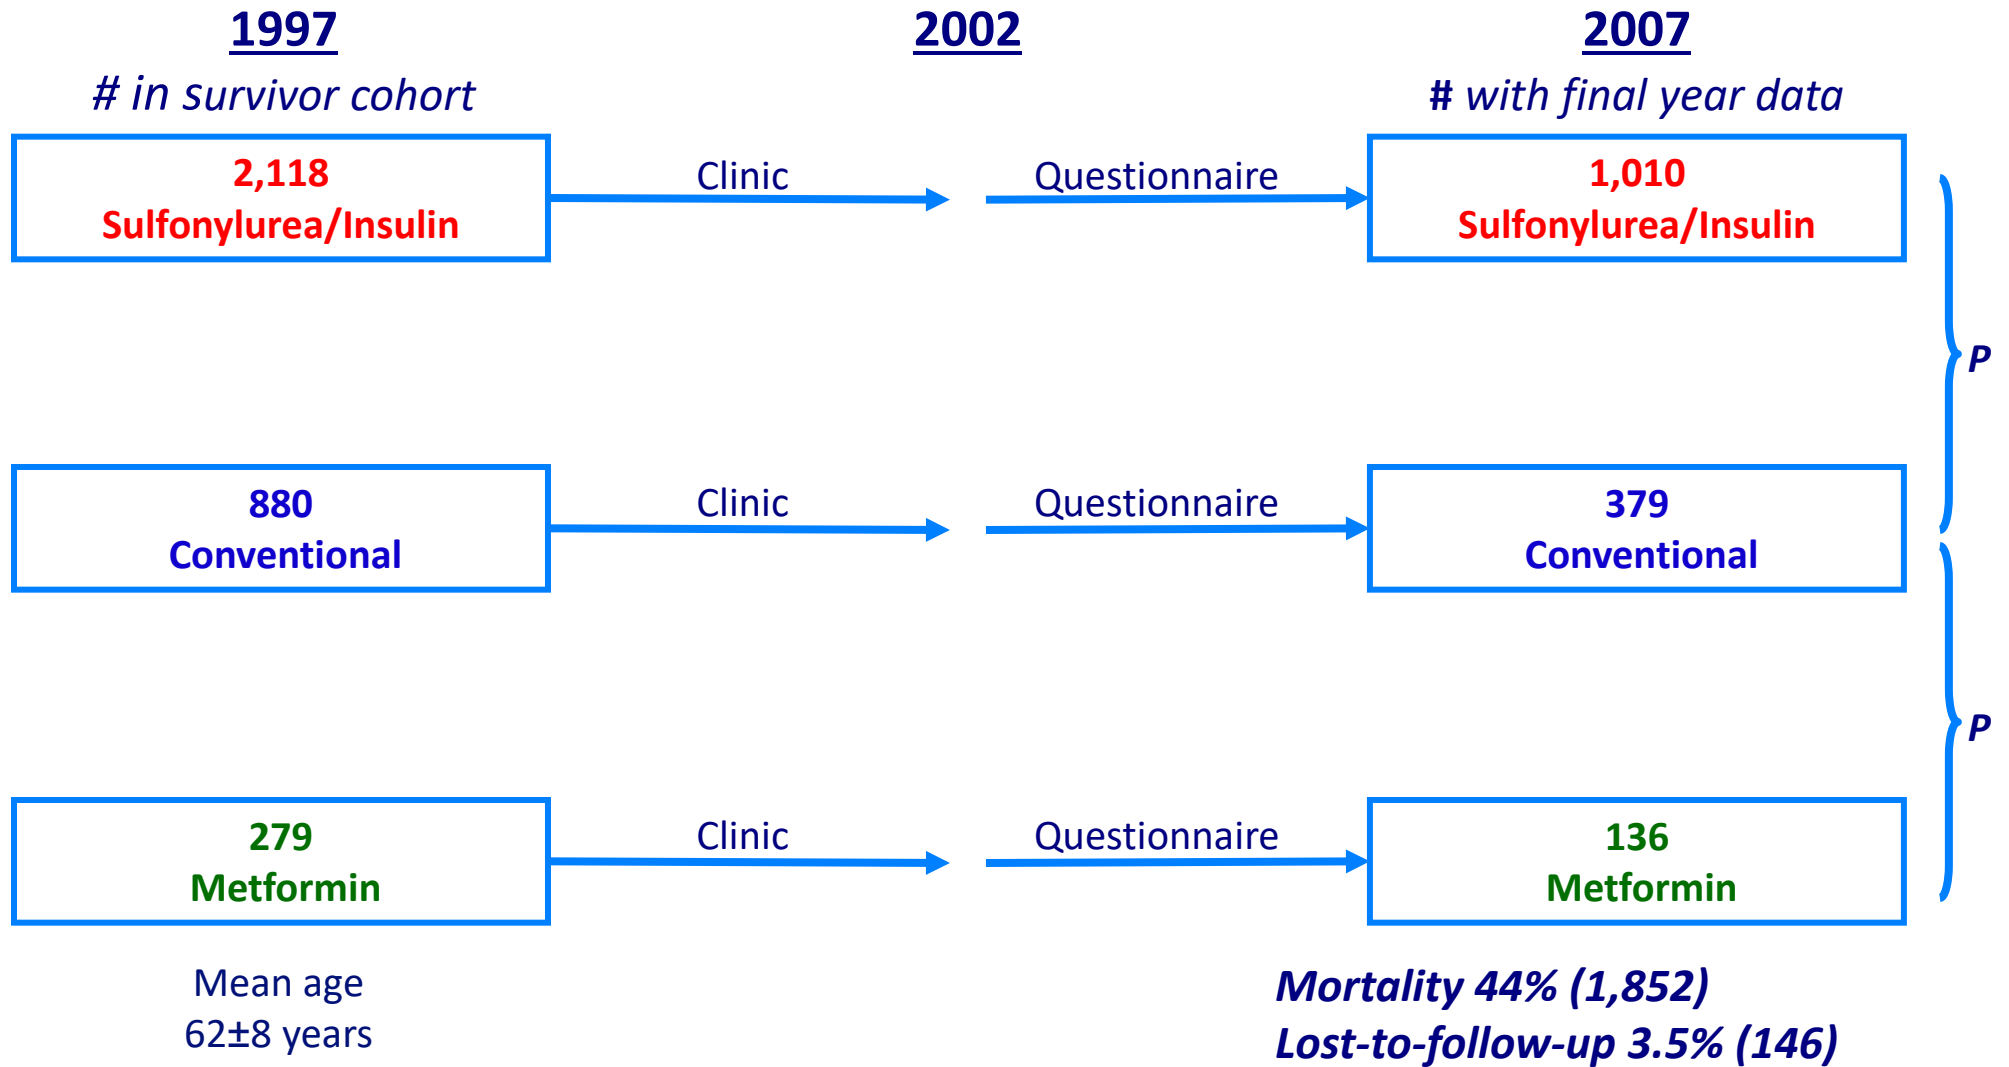 1997
2002
2007
# in survivor cohort
# with final year data
2,118
Sulfonylurea/Insulin
Clinic
Questionnaire
1,010
Sulfonylurea/Insulin
P
880
Conventional
Clinic
Questionnaire
379
Conventional
P
279
Metformin
Clinic
Questionnaire
136
Metformin
Mean age
62±8 years
Mortality 44% (1,852)
Lost-to-follow-up 3.5% (146)